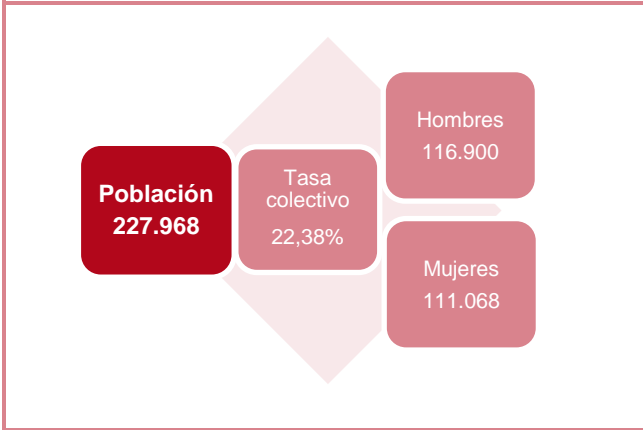 Población
227.968
Tasa
colectivo
22,38%
Hombres
116.900
Mujeres
111.068